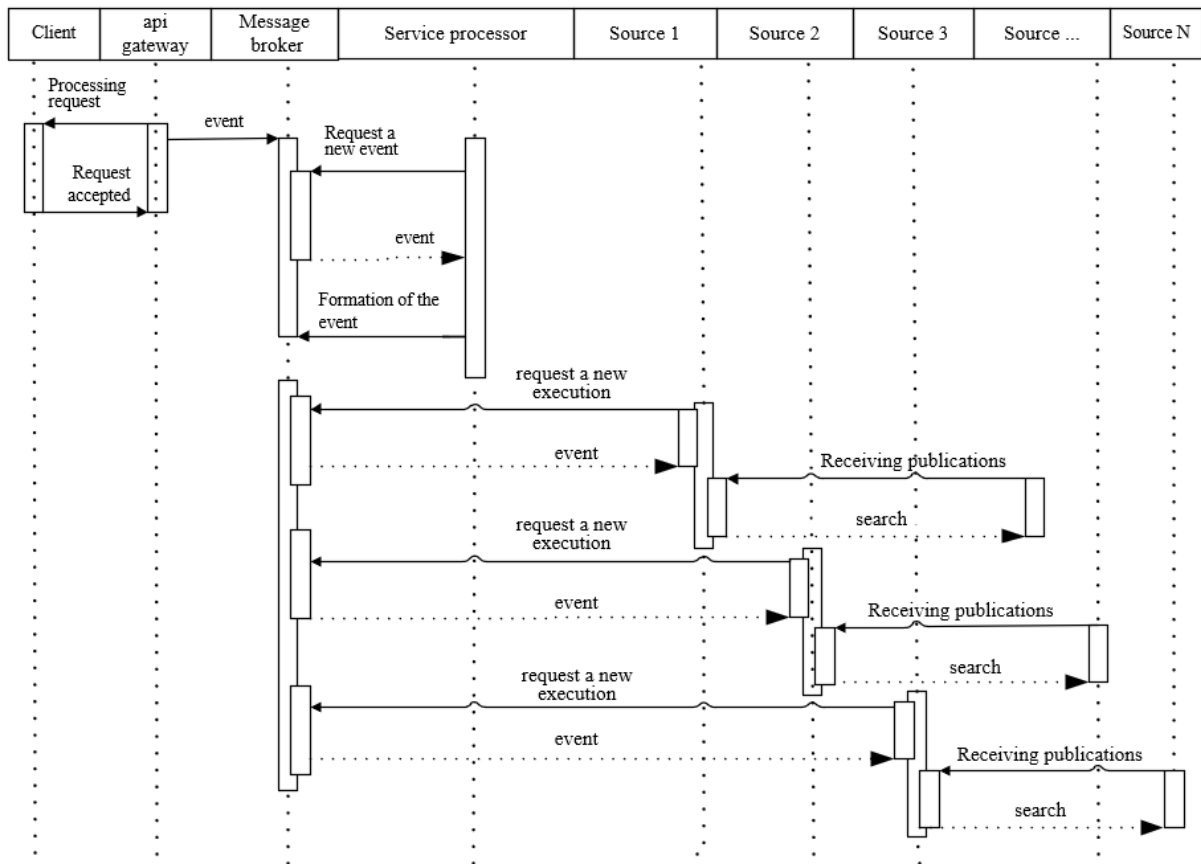 Client
api
gateway
Message
broker
Service processor
Source 1
Source 2
Source 3
Source ...
Source N
Processing
request
event
Request a
new event
Request
accepted
event
Formation of the
event
request a new
execution
event
Receiving publications
search
request a new
execution
event
Receiving publications
search
request a new
execution
event
Receiving publications
search